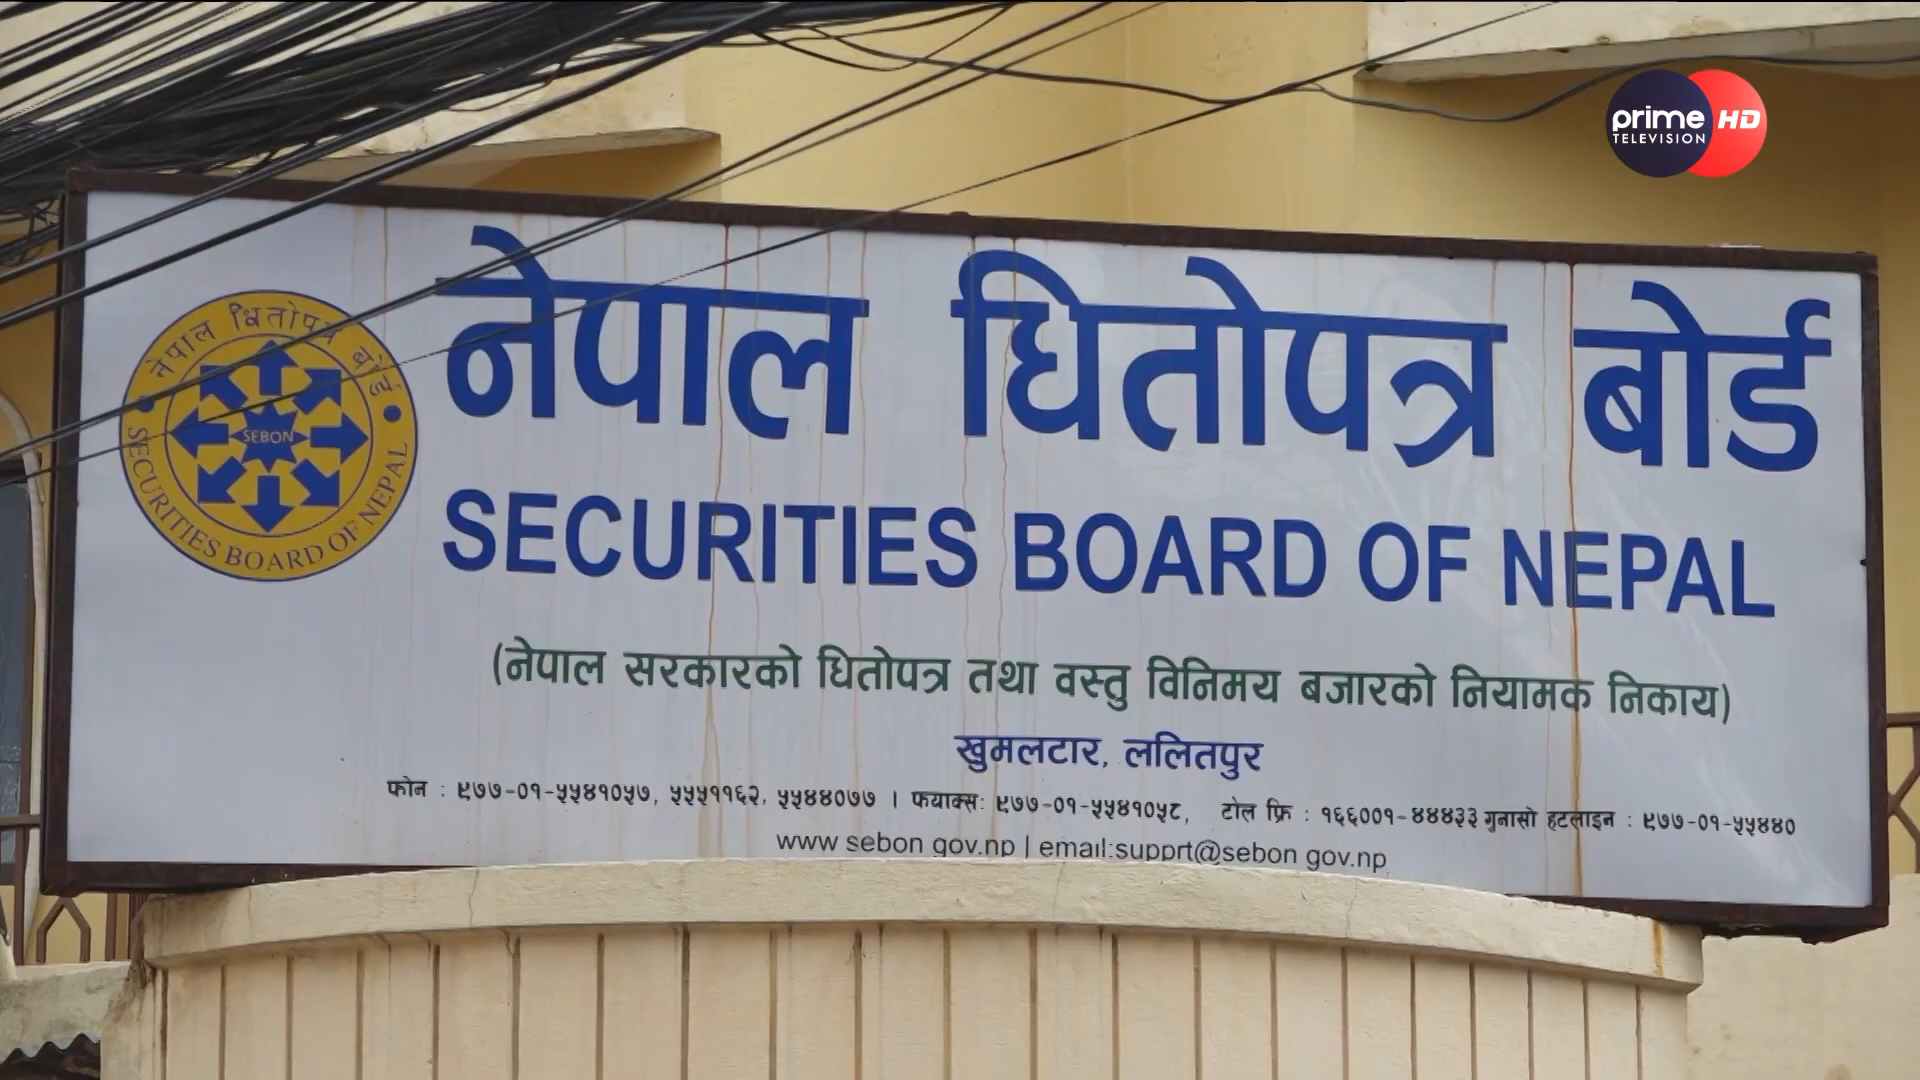 prime HD
TELEVISION
नेपाल धितोपत्र बोर्ड
SEBON
SECURITIES BOARD OF NEPAL
नेपाल धितोपत्र बोर्ड
SECURITIES BOARD OF NEPAL
(नेपाल सरकारको धितोपत्र तथा वस्तु विनिमय बजारको नियामक निकाय)
खुमलटार, ललितपुर
फोन : ९७७-०१-५५४१०५७, ५५५११६२, ५५४४०७७ । फ्याक्स: ९७७-०१-५५४१०५८, टोल फ्रि : १६६००१-४४४३३ गुनासो हटलाइन : ९७७-०१-५५४४०
www sebon gov.np | email:supprt@sebon gov.np